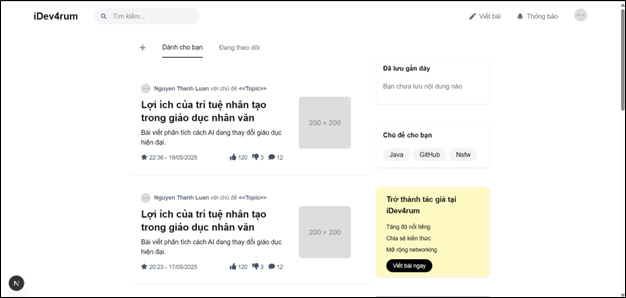 iDev4rum
Tìm kiếm...
Viết bài
Thông báo
Dành cho bạn
Đang theo dõi
Nguyen Thanh Luan với chủ đề <<Topic>>
Lợi ích của trí tuệ nhân tạo
trong giáo dục nhân văn
Bài viết phân tích cách AI đang thay đổi giáo dục
hiện đại.
22:36 - 19/05/2025
120
3
12
200 × 200
Nguyen Thanh Luan với chủ đề <<Topic>>
Lợi ích của trí tuệ nhân tạo
trong giáo dục nhân văn
Bài viết phân tích cách AI đang thay đổi giáo dục
hiện đại.
20:23 - 17/05/2025
120
3
12
200 × 200
Đã lưu gần đây
Bạn chưa lưu nội dung nào
Chủ đề cho bạn
Java
GitHub
Nsfw
Trở thành tác giả tại
iDev4rum
Tăng độ nổi tiếng
Chia sẻ kiến thức
Mở rộng networking
Viết bài ngay
N